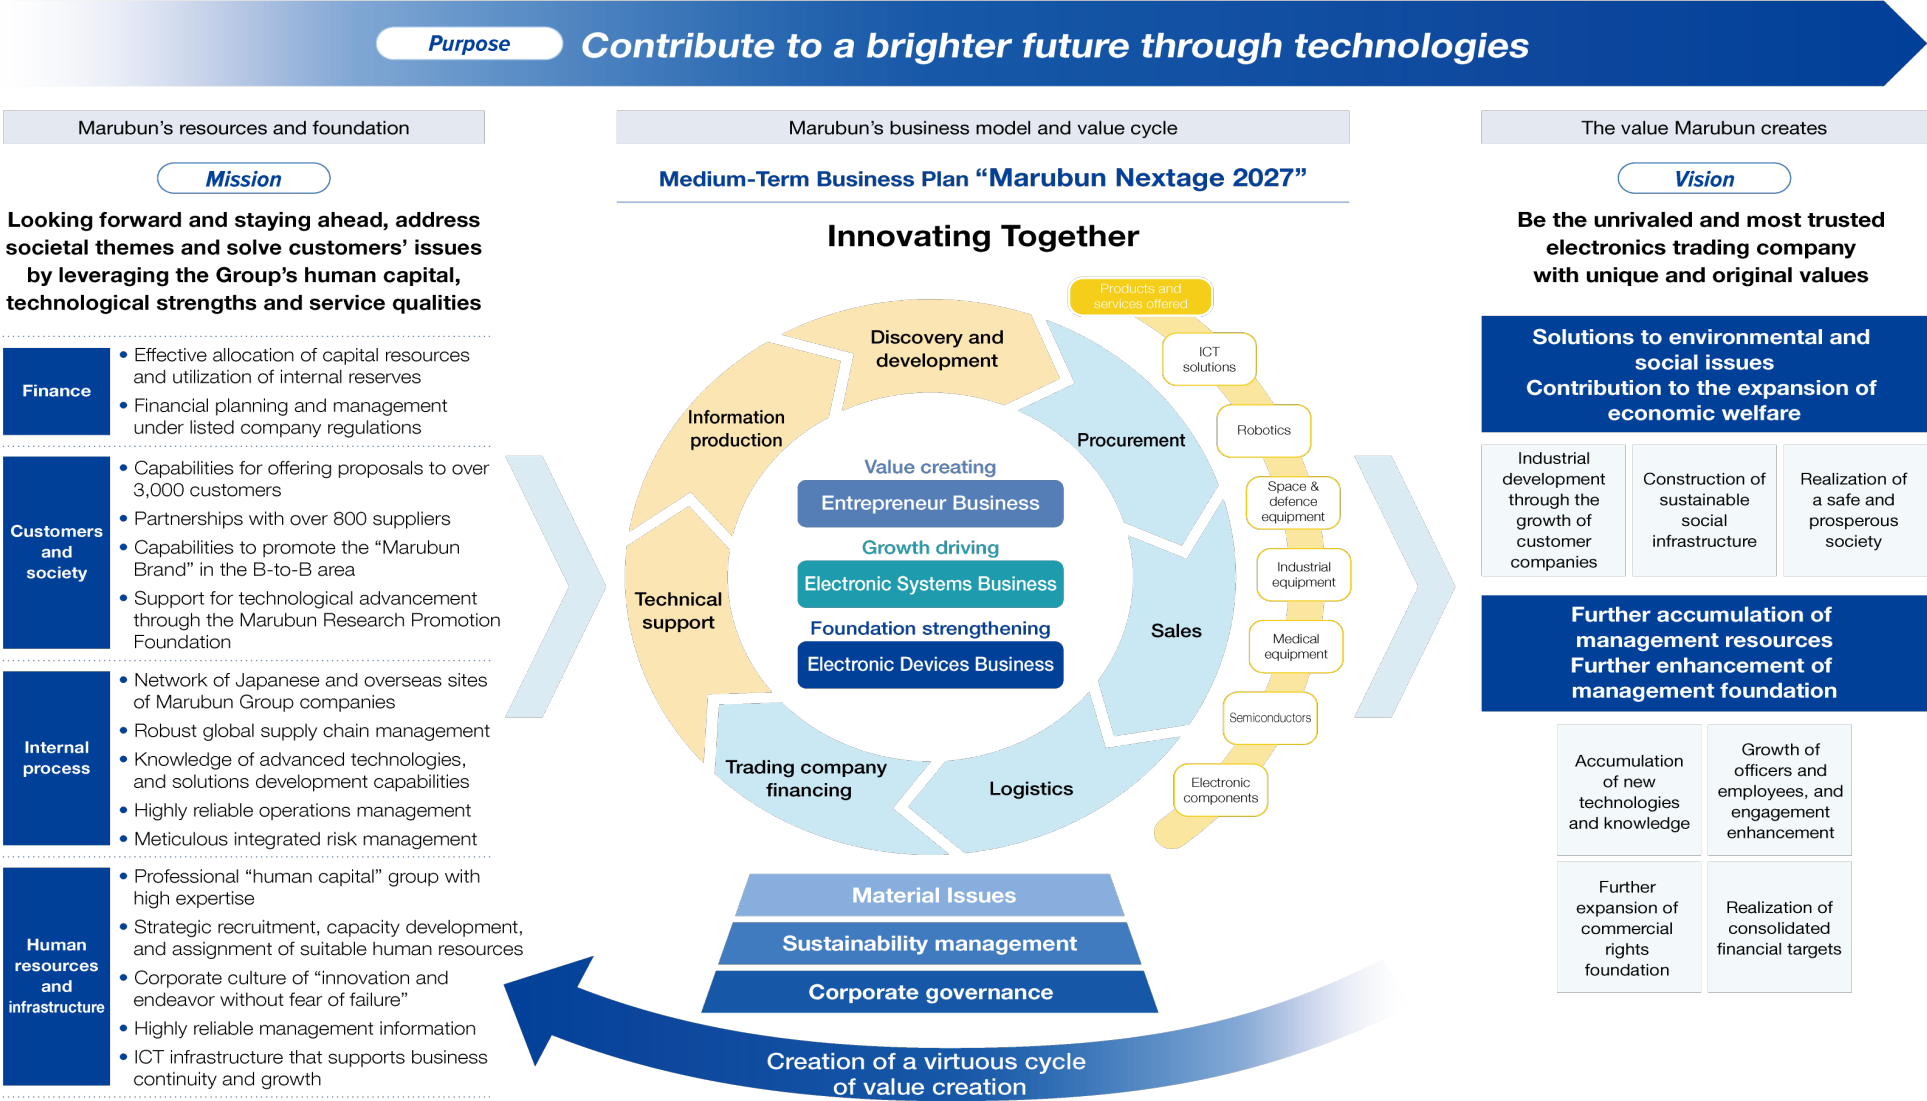 Purpose
Contribute to a brighter future through technologies
Marubun’s resources and foundation
Mission
Looking forward and staying ahead, address
societal themes and solve customers’ issues
by leveraging the Group’s human capital,
technological strengths and service qualities
Finance
• Effective allocation of capital resources
and utilization of internal reserves
• Financial planning and management
under listed company regulations
Customers
and
society
• Capabilities for offering proposals to over
3,000 customers
• Partnerships with over 800 suppliers
• Capabilities to promote the “Marubun
Brand” in the B-to-B area
• Support for technological advancement
through the Marubun Research Promotion
Foundation
Internal
process
• Network of Japanese and overseas sites
of Marubun Group companies
• Robust global supply chain management
• Knowledge of advanced technologies,
and solutions development capabilities
• Highly reliable operations management
• Meticulous integrated risk management
Human
resources
and
infrastructure
• Professional “human capital” group with
high expertise
• Strategic recruitment, capacity development,
and assignment of suitable human resources
• Corporate culture of “innovation and
endeavor without fear of failure”
• Highly reliable management information
• ICT infrastructure that supports business
continuity and growth
Marubun’s business model and value cycle
Medium-Term Business Plan “Marubun Nextage 2027”
Innovating Together
Discovery and
development
Procurement
Sales
Logistics
Trading company
financing
Technical
support
Information
production
Value creating
Entrepreneur Business
Growth driving
Electronic Systems Business
Foundation strengthening
Electronic Devices Business
Products and
services offered
ICT
solutions
Robotics
Space &
defence
equipment
Industrial
equipment
Medical
equipment
Semiconductors
Electronic
components
Material Issues
Sustainability management
Corporate governance
Creation of a virtuous cycle
of value creation
The value Marubun creates
Vision
Be the unrivaled and most trusted
electronics trading company
with unique and original values
Solutions to environmental and
social issues
Contribution to the expansion of
economic welfare
Industrial
development
through the
growth of
customer
companies
Construction of
sustainable
social
infrastructure
Realization of
a safe and
prosperous
society
Further accumulation of
management resources
Further enhancement of
management foundation
Accumulation
of new
technologies
and knowledge
Growth of
officers and
employees, and
engagement
enhancement
Further
expansion of
commercial
rights
foundation
Realization of
consolidated
financial targets